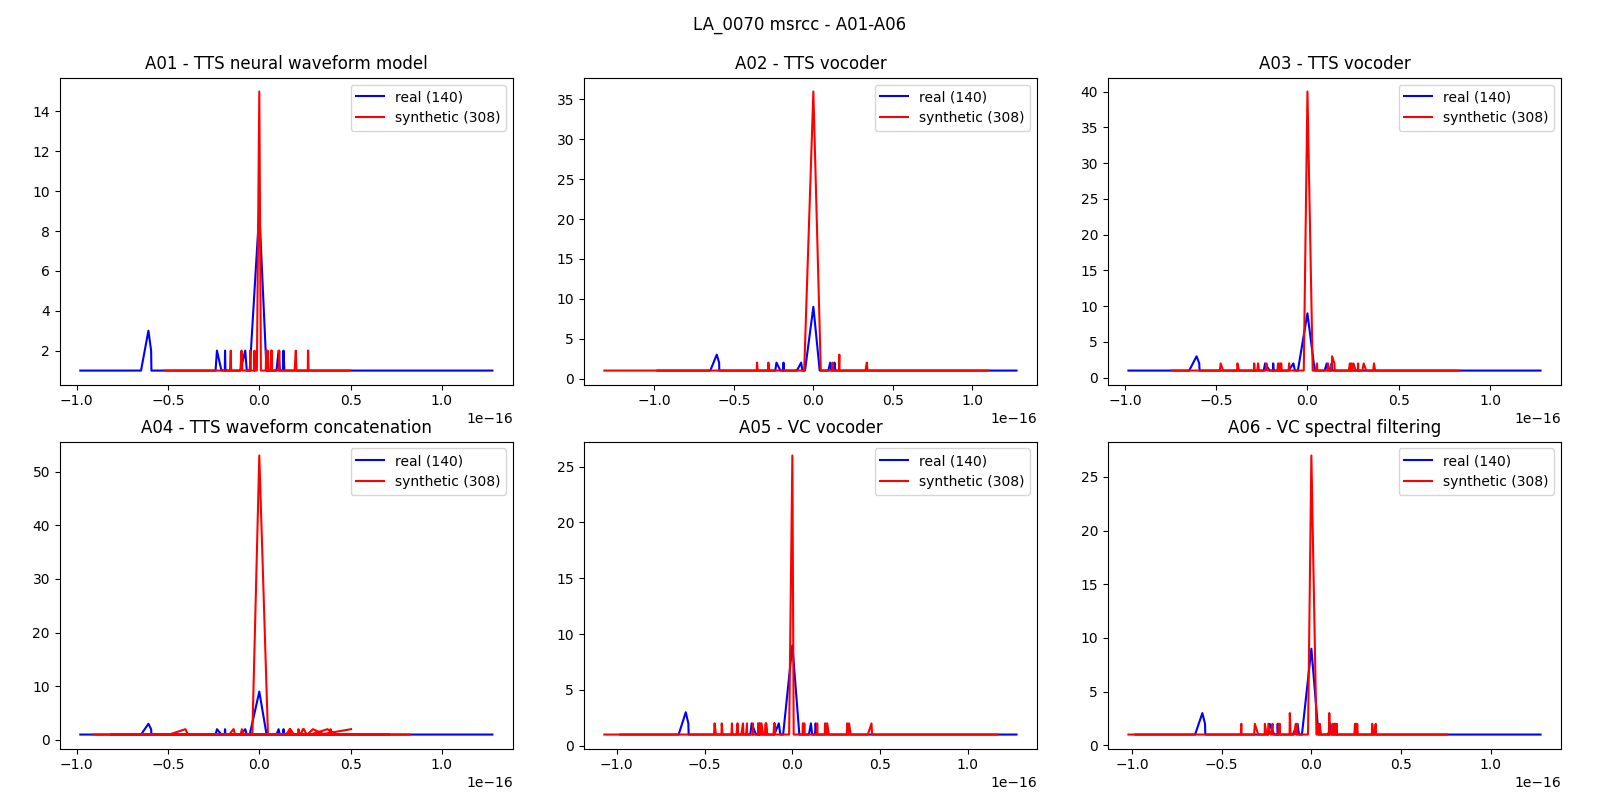 LA_0070 msrcc - A01-A06
A01 - TTS neural waveform model
real (140)
synthetic (308)
14
12
10
8
6
4
2
−1.0 −0.5 0.0 0.5 1.0
1e−16
A02 - TTS vocoder
real (140)
synthetic (308)
35
30
25
20
15
10
5
0
−1.0 −0.5 0.0 0.5 1.0
1e−16
A03 - TTS vocoder
real (140)
synthetic (308)
40
35
30
25
20
15
10
5
0
−1.0 −0.5 0.0 0.5 1.0
1e−16
A04 - TTS waveform concatenation
real (140)
synthetic (308)
50
40
30
20
10
0
−1.0 −0.5 0.0 0.5 1.0
1e−16
A05 - VC vocoder
real (140)
synthetic (308)
25
20
15
10
5
0
−1.0 −0.5 0.0 0.5 1.0
1e−16
A06 - VC spectral filtering
real (140)
synthetic (308)
25
20
15
10
5
0
−1.0 −0.5 0.0 0.5 1.0
1e−16